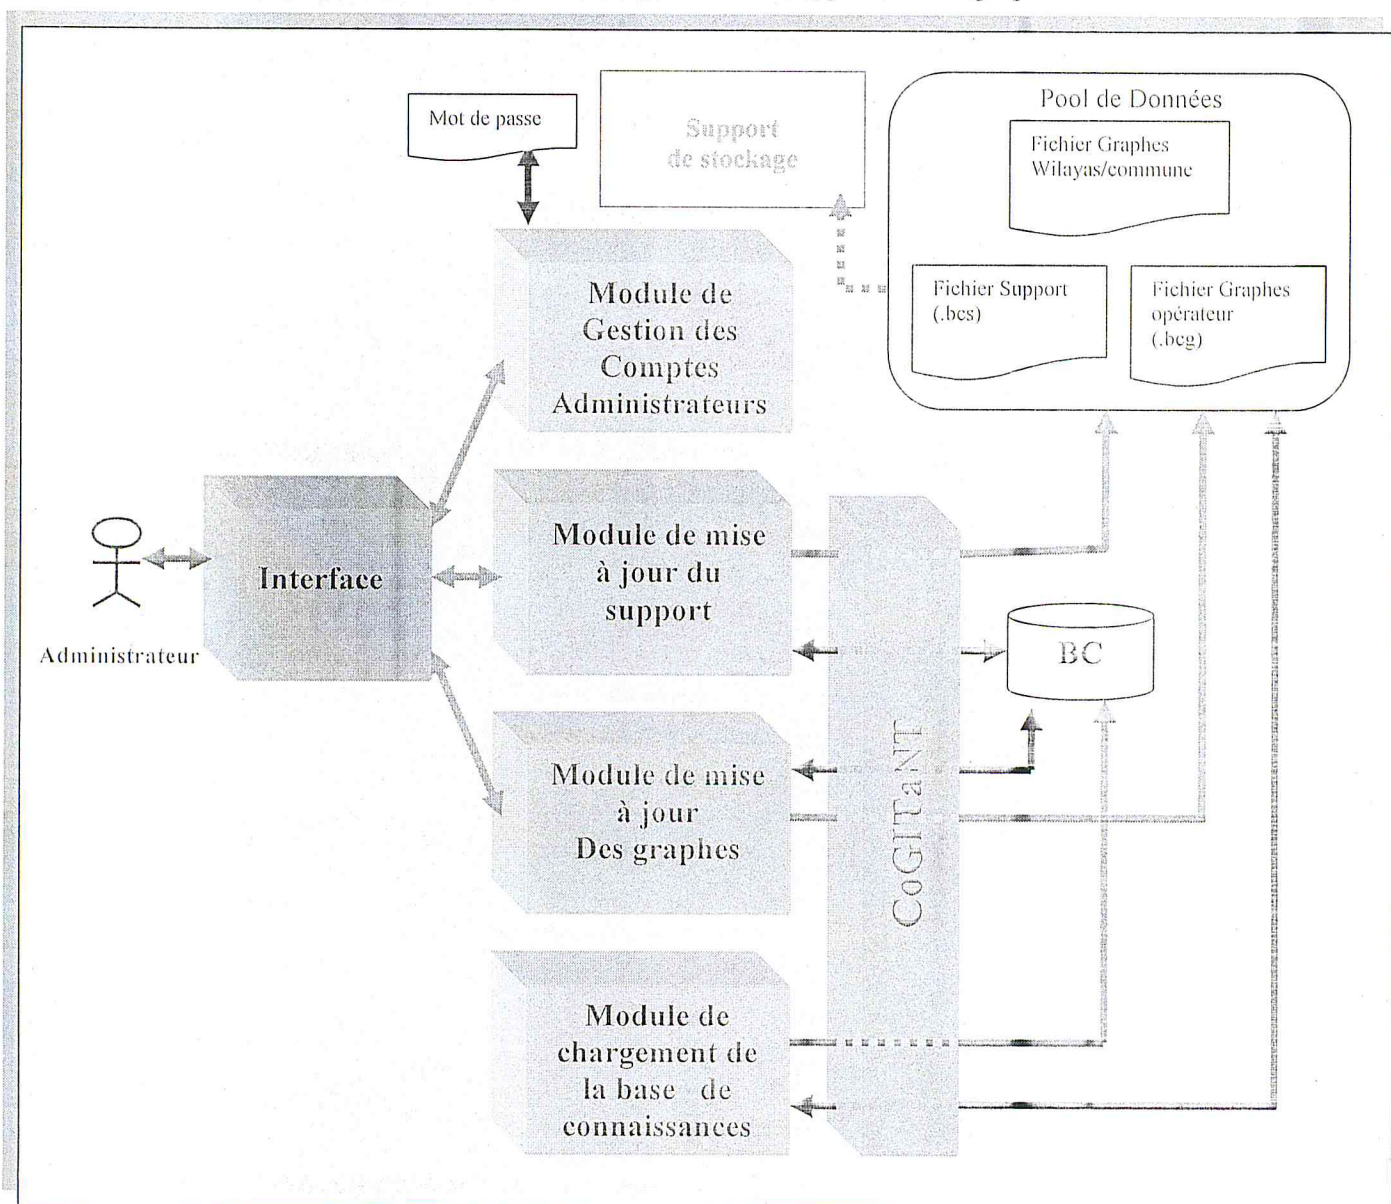 Mot de passe
Support
de stockage
Pool de Données
Fichier Graphes
Wilayas/commune
Fichier Support
(.bcs)
Fichier Graphes
opérateur
(.bcg)
Module de
Gestion des
Comptes
Administrateurs
Interface
Administrateur
Module de mise
à jour du
support
BC
CoGITaNT
Module de mise
à jour
Des graphes
Module de
chargement de
la base de
connaissances